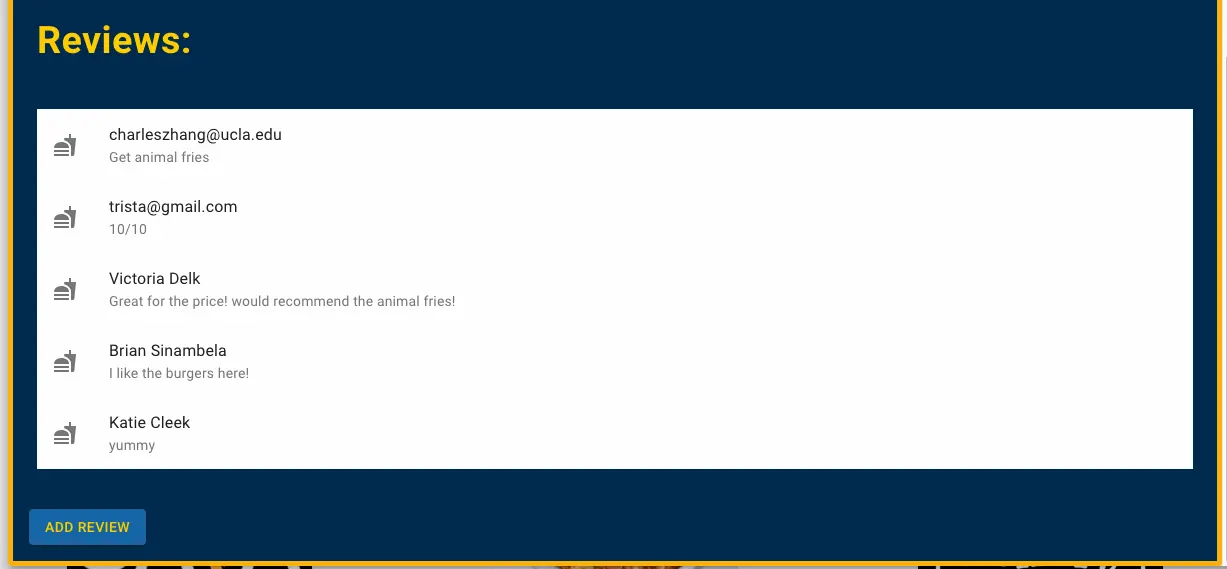 Reviews:
charleszhang@ucla.edu
Get animal fries
trista@gmail.com
10/10
Victoria Delk
Great for the price! would recommend the animal fries!
Brian Sinambela
I like the burgers here!
Katie Cleek
yummy
ADD REVIEW